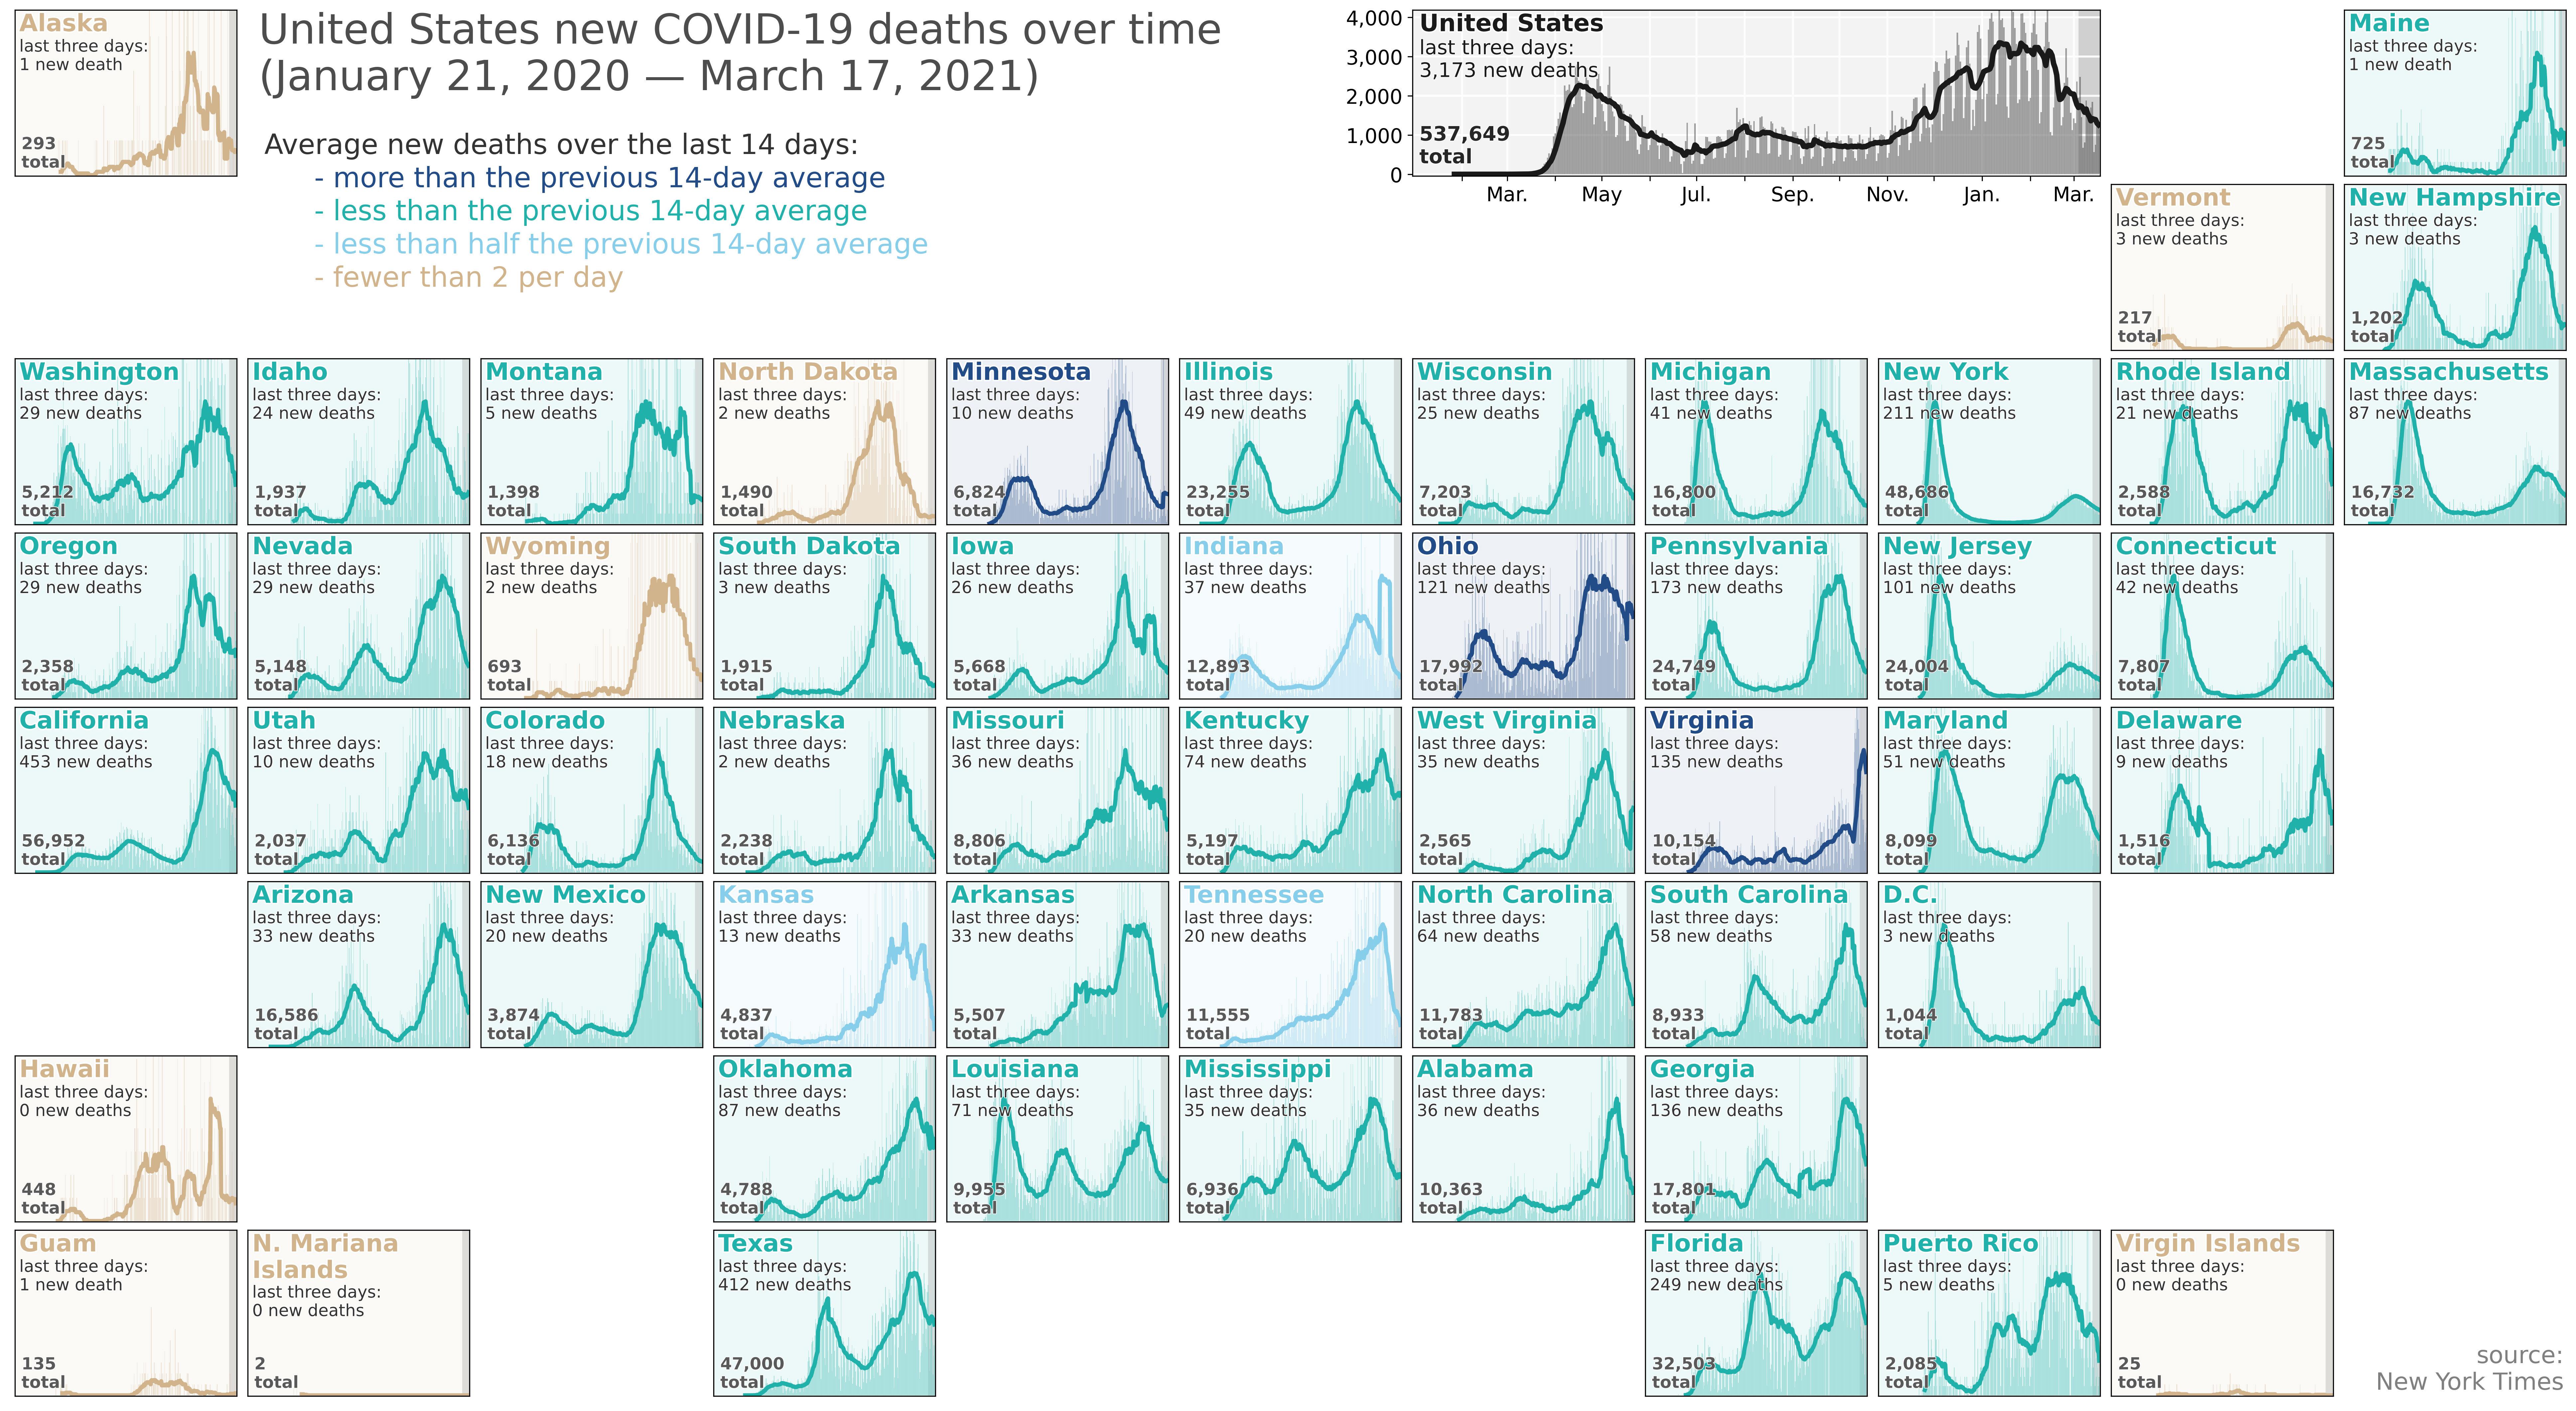 Alaska
last three days:
1 new death
293
total
United States new COVID-19 deaths over time
(January 21, 2020 — March 17, 2021)
Average new deaths over the last 14 days:
- more than the previous 14-day average
- less than the previous 14-day average
- less than half the previous 14-day average
- fewer than 2 per day
4,000
3,000
2,000
1,000
0
United States
last three days:
3,173 new deaths
537,649
total
Mar.
May
Jul.
Sep.
Nov.
Jan.
Mar.
Maine
last three days:
1 new death
725
total
Vermont
last three days:
3 new deaths
217
total
New Hampshire
last three days:
3 new deaths
1,202
total
Washington
last three days:
29 new deaths
5,212
total
Idaho
last three days:
24 new deaths
1,937
total
Montana
last three days:
5 new deaths
1,398
total
North Dakota
last three days:
2 new deaths
1,490
total
Minnesota
last three days:
10 new deaths
6,824
total
Illinois
last three days:
49 new deaths
23,255
total
Wisconsin
last three days:
25 new deaths
7,203
total
Michigan
last three days:
41 new deaths
16,800
total
New York
last three days:
211 new deaths
48,686
total
Rhode Island
last three days:
21 new deaths
2,588
total
Massachusetts
last three days:
87 new deaths
16,732
total
Oregon
last three days:
29 new deaths
2,358
total
Nevada
last three days:
29 new deaths
5,148
total
Wyoming
last three days:
2 new deaths
693
total
South Dakota
last three days:
3 new deaths
1,915
total
Iowa
last three days:
26 new deaths
5,668
total
Indiana
last three days:
37 new deaths
12,893
total
Ohio
last three days:
121 new deaths
17,992
total
Pennsylvania
last three days:
173 new deaths
24,749
total
New Jersey
last three days:
101 new deaths
24,004
total
Connecticut
last three days:
42 new deaths
7,807
total
California
last three days:
453 new deaths
56,952
total
Utah
last three days:
10 new deaths
2,037
total
Colorado
last three days:
18 new deaths
6,136
total
Nebraska
last three days:
2 new deaths
2,238
total
Missouri
last three days:
36 new deaths
8,806
total
Kentucky
last three days:
74 new deaths
5,197
total
West Virginia
last three days:
35 new deaths
2,565
total
Virginia
last three days:
135 new deaths
10,154
total
Maryland
last three days:
51 new deaths
8,099
total
Delaware
last three days:
9 new deaths
1,516
total
Arizona
last three days:
33 new deaths
16,586
total
New Mexico
last three days:
20 new deaths
3,874
total
Kansas
last three days:
13 new deaths
4,837
total
Arkansas
last three days:
33 new deaths
5,507
total
Tennessee
last three days:
20 new deaths
11,555
total
North Carolina
last three days:
64 new deaths
11,783
total
South Carolina
last three days:
58 new deaths
8,933
total
D.C.
last three days:
3 new deaths
1,044
total
Hawaii
last three days:
0 new deaths
448
total
Oklahoma
last three days:
87 new deaths
4,788
total
Louisiana
last three days:
71 new deaths
9,955
total
Mississippi
last three days:
35 new deaths
6,936
total
Alabama
last three days:
36 new deaths
10,363
total
Georgia
last three days:
136 new deaths
17,801
total
Guam
last three days:
1 new death
135
total
N. Mariana
Islands
last three days:
0 new deaths
2
total
Texas
last three days:
412 new deaths
47,000
total
Florida
last three days:
249 new deaths
32,503
total
Puerto Rico
last three days:
5 new deaths
2,085
total
Virgin Islands
last three days:
0 new deaths
25
total
source:
New York Times